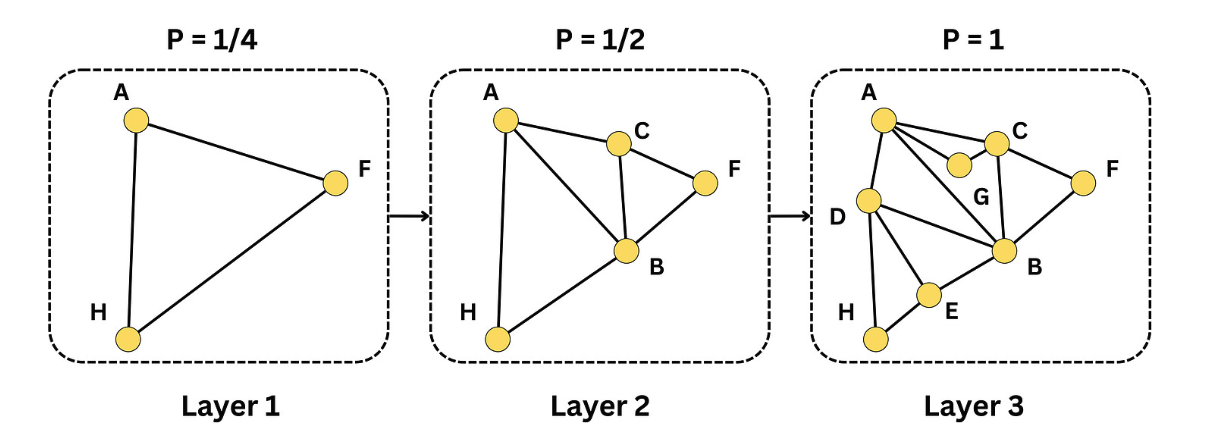 P = 1/4
P = 1/2
P = 1
A
F
H
A
C
F
B
H
A
C
F
G
D
B
E
H
Layer 1
Layer 2
Layer 3